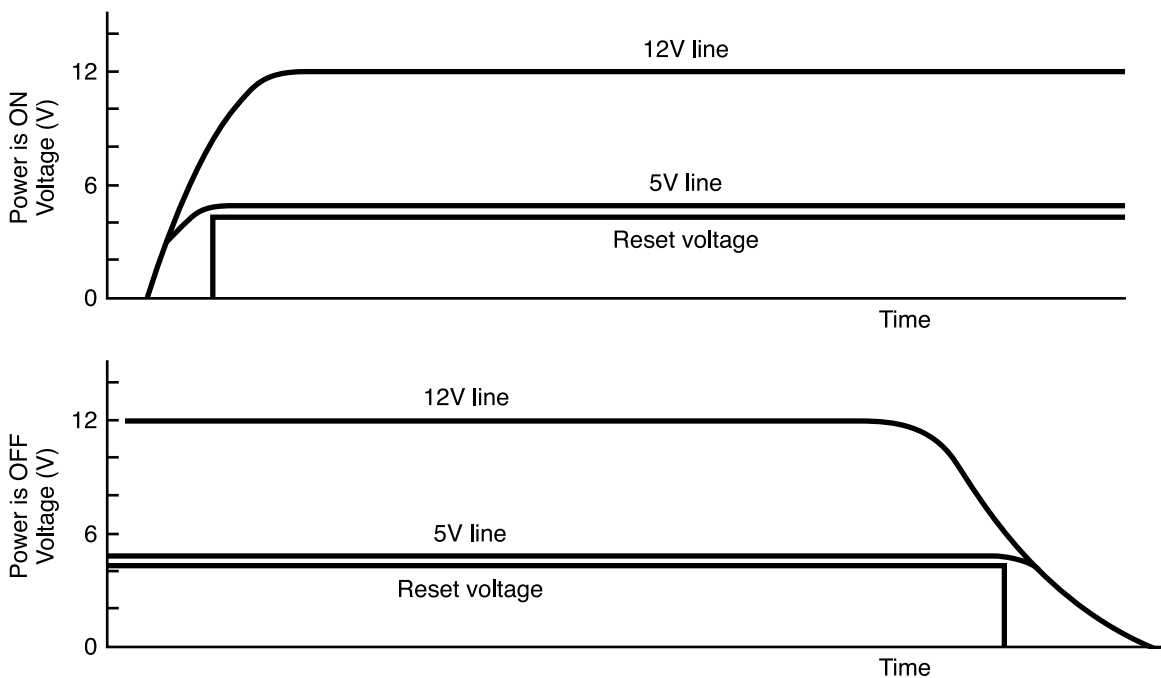 Power is ON
Voltage (V)
12
6
0
12V line
5V line
Reset voltage
Time
Power is OFF
Voltage (V)
12
6
0
12V line
5V line
Reset voltage
Time